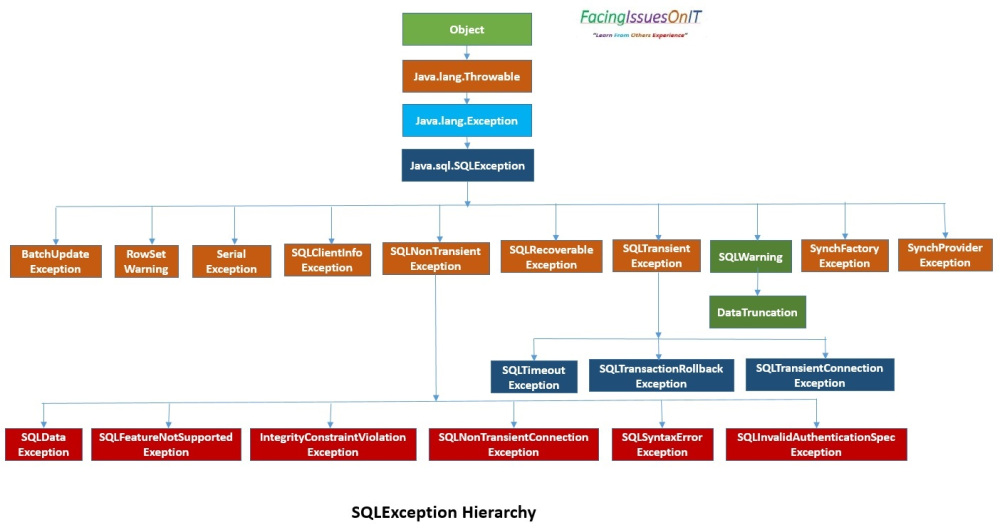 FacingIssuesOnIT
"Learn From Others Experience"
Object
Java.lang.Throwable
Java.lang.Exception
Java.sql.SQLException
BatchUpdate
Exception
RowSet
Warning
Serial
Exception
SQLClientInfo
Exception
SQLNonTransient
Exception
SQLRecoverable
Exception
SQLTransient
Exception
SQLWarning
SynchFactory
Exception
SynchProvider
Exception
DataTruncation
SQLTimeout
Exception
SQLTransactionRollback
Exception
SQLTransientConnection
Exception
SQLData
Exception
SQLFeatureNotSupported
Exeption
IntegrityConstraintViolation
Exception
SQLNonTransientConnection
Exception
SQLSyntaxError
Exception
SQLInvalidAuthenticationSpec
Exception
SQLException Hierarchy